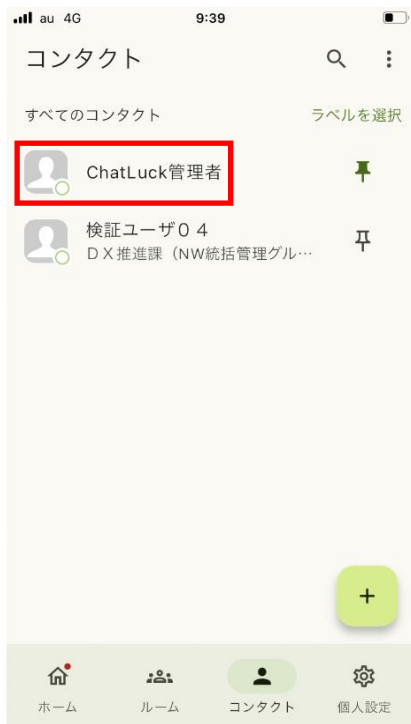 au 4G 9:39
コンタクト
すべてのコンタクト ラベルを選択
ChatLuck管理者
検証ユーザ０４
ＤＸ推進課（NW統括管理グル…
ホーム ルーム コンタクト 個人設定